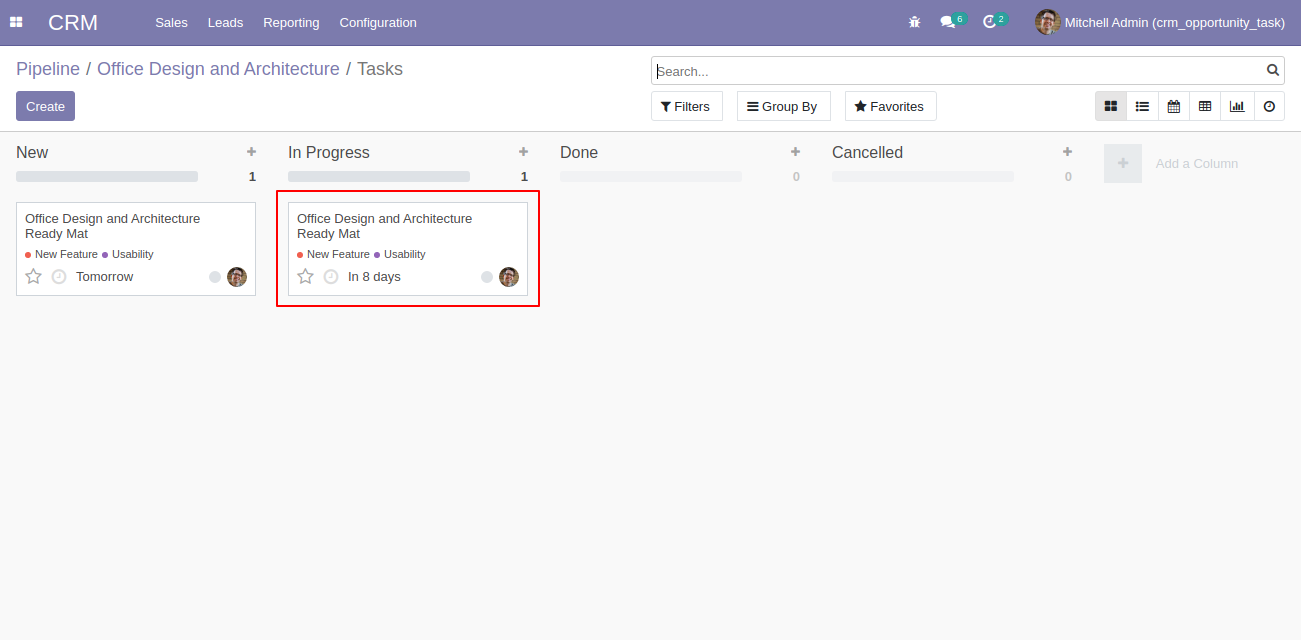 CRM Sales Leads Reporting Configuration 6 2 Mitchell Admin (crm_opportunity_task)
Pipeline / Office Design and Architecture / Tasks
Search...
Create
Filters Group By Favorites
New + 1
Office Design and Architecture
Ready Mat
New Feature Usability
Tomorrow
In Progress + 1
Office Design and Architecture
Ready Mat
New Feature Usability
In 8 days
Done + 0
Cancelled + 0
+ Add a Column